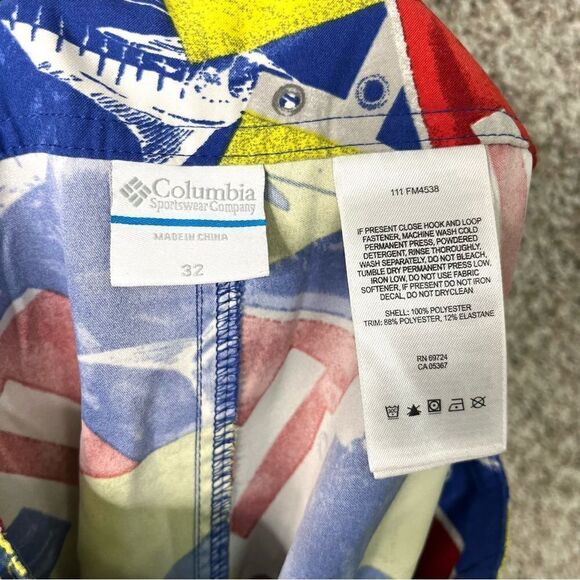 Columbia
Sportswear Company
MADE IN CHINA
32
111 FM4538
IF PRESENT CLOSE HOOK AND LOOP
FASTENER, MACHINE WASH COLD
PERMANENT PRESS, POWDERED
DETERGENT, RINSE THOROUGHLY,
WASH SEPARATELY, DO NOT BLEACH,
TUMBLE DRY PERMANENT PRESS LOW,
IRON LOW, DO NOT USE FABRIC
SOFTENER, IF PRESENT DO NOT IRON
DECAL, DO NOT DRYCLEAN
SHELL: 100% POLYESTER
TRIM: 88% POLYESTER, 12% ELASTANE
RN 69724
CA 05367